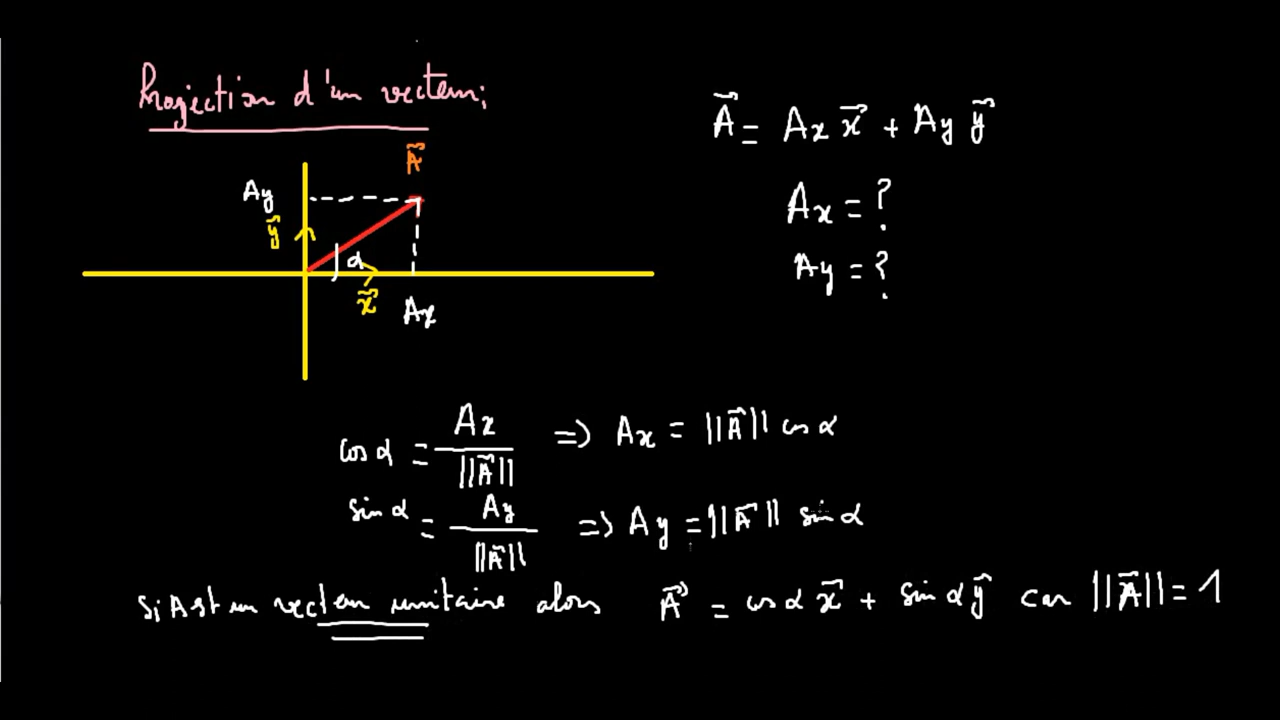 Projection d'un vecteur:
A⃗
A⃗ = Ax x⃗ + Ay y⃗
Ay
Ax = ?
y⃗
α
Ay = ?
x⃗
Ax
cos α = Ax / ||A⃗|| => Ax = ||A⃗|| cos α
sin α = Ay / ||A⃗|| => Ay = ||A⃗|| sin α
Si A est un vecteur unitaire alors A⃗ = cos α x⃗ + sin α y⃗ car ||A⃗|| = 1